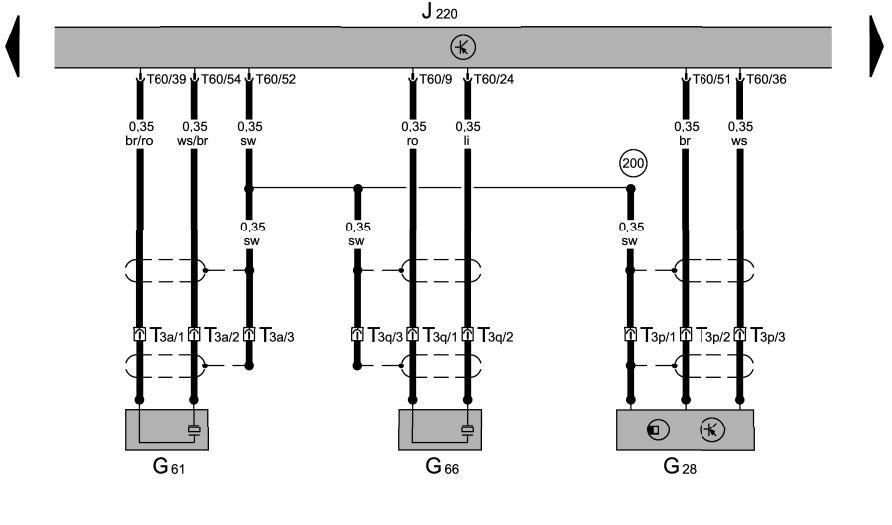 J 220
T60/39 T60/54 T60/52 T60/9 T60/24 T60/51 T60/36
0,35 0,35 0,35 0,35 0,35 0,35 0,35
br/ro ws/br sw ro li br ws
200
0,35 0,35 0,35
sw sw sw
T3a/1 T3a/2 T3a/3 T3q/3 T3q/1 T3q/2 T3p/1 T3p/2 T3p/3
G 61 G 66 G 28